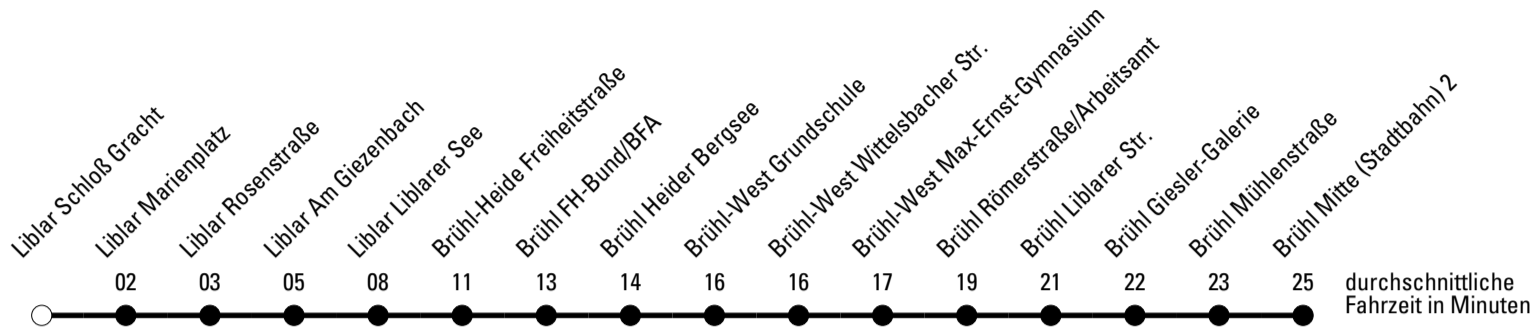 Liblar Schloß Gracht
Liblar Marienplatz
Liblar Rosenstraße
Liblar Am Giezenbach
Liblar Liblarer See
Brühl-Heide Freiheitstraße
Brühl FH-Bund/BFA
Brühl Heider Bergsee
Brühl-West Grundschule
Brühl-West Wittelsbacher Str.
Brühl-West Max-Ernst-Gymnasium
Brühl Römerstraße/Arbeitsamt
Brühl Liblarer Str.
Brühl Giesler-Galerie
Brühl Mühlenstraße
Brühl Mitte (Stadtbahn) 2
02 03 05 08 11 13 14 16 16 17 19 21 22 23 25 durchschnittliche
Fahrzeit in Minuten